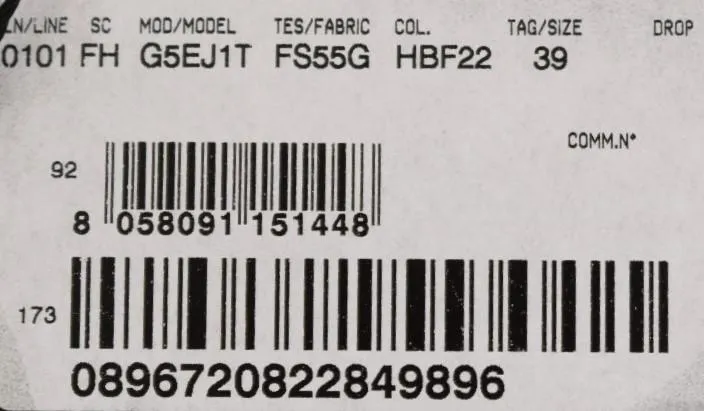 LN/LINE SC MOD/MODEL TES/FABRIC COL. TAG/SIZE DROP
0101 FH G5EJ1T FS55G HBF22 39
COMM.N°
92
8 058091 151448
173
0896720822849896